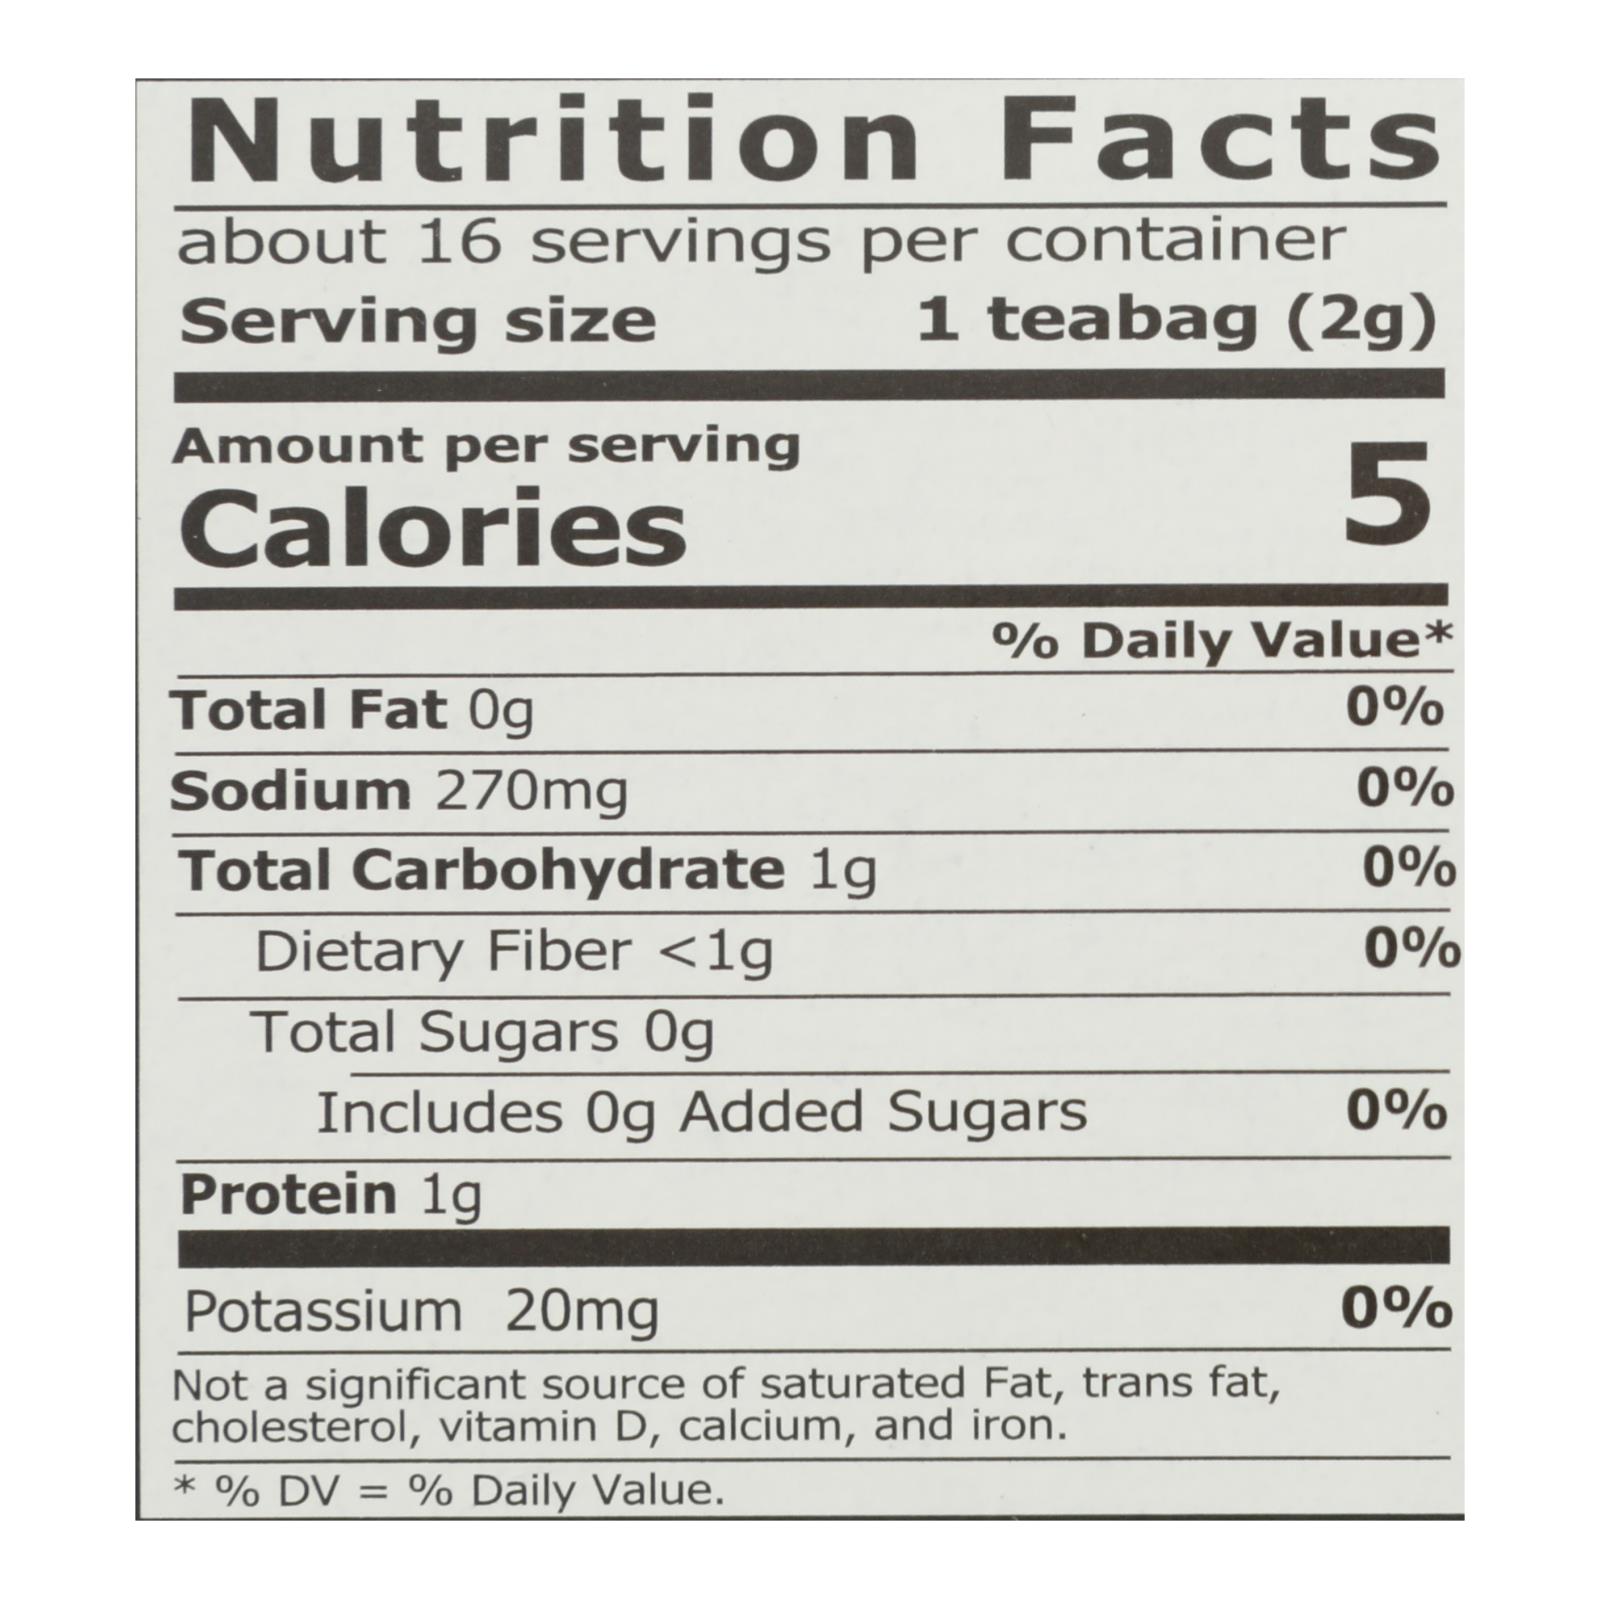 Nutrition Facts
about 16 servings per container
Serving size 1 teabag (2g)
Amount per serving
Calories 5
% Daily Value*
Total Fat 0g 0%
Sodium 270mg 0%
Total Carbohydrate 1g 0%
Dietary Fiber <1g 0%
Total Sugars 0g
Includes 0g Added Sugars 0%
Protein 1g
Potassium 20mg 0%
Not a significant source of saturated Fat, trans fat,
cholesterol, vitamin D, calcium, and iron.
* % DV = % Daily Value.